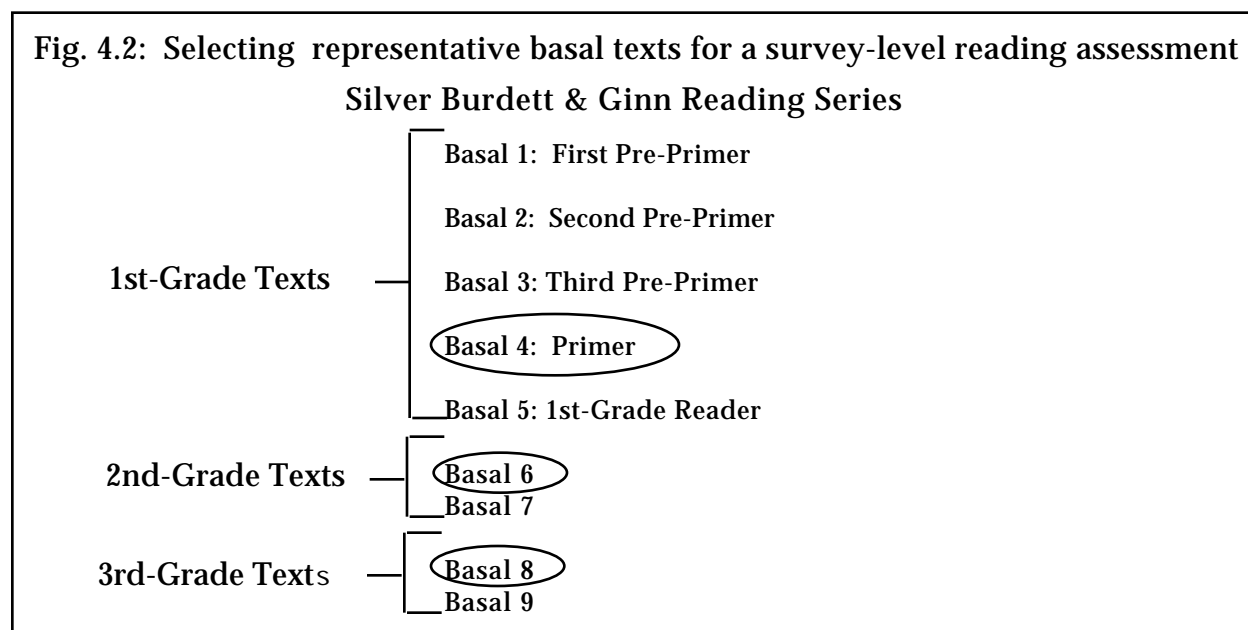 Fig. 4.2: Selecting representative basal texts for a survey-level reading assessment
Silver Burdett & Ginn Reading Series
Basal 1: First Pre-Primer
Basal 2: Second Pre-Primer
1st-Grade Texts
Basal 3: Third Pre-Primer
Basal 4: Primer
Basal 5: 1st-Grade Reader
2nd-Grade Texts
Basal 6
Basal 7
3rd-Grade Texts
Basal 8
Basal 9